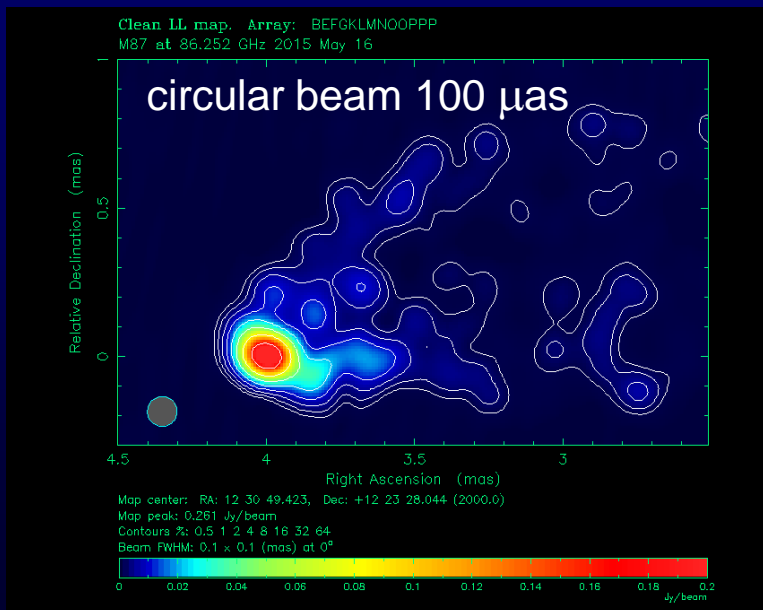 Clean LL map. Array: BEFGKLMNOOPPP
M87 at 86.252 GHz 2015 May 16
circular beam 100 μas
1
0.5
0
Relative Declination (mas)
4.5 4 3.5 3
Right Ascension (mas)
Map center: RA: 12 30 49.423, Dec: +12 23 28.044 (2000.0)
Map peak: 0.261 Jy/beam
Contours %: 0.5 1 2 4 8 16 32 64
Beam FWHM: 0.1 x 0.1 (mas) at 0°
0 0.02 0.04 0.06 0.08 0.1 0.12 0.14 0.16 0.18 0.2
Jy/beam